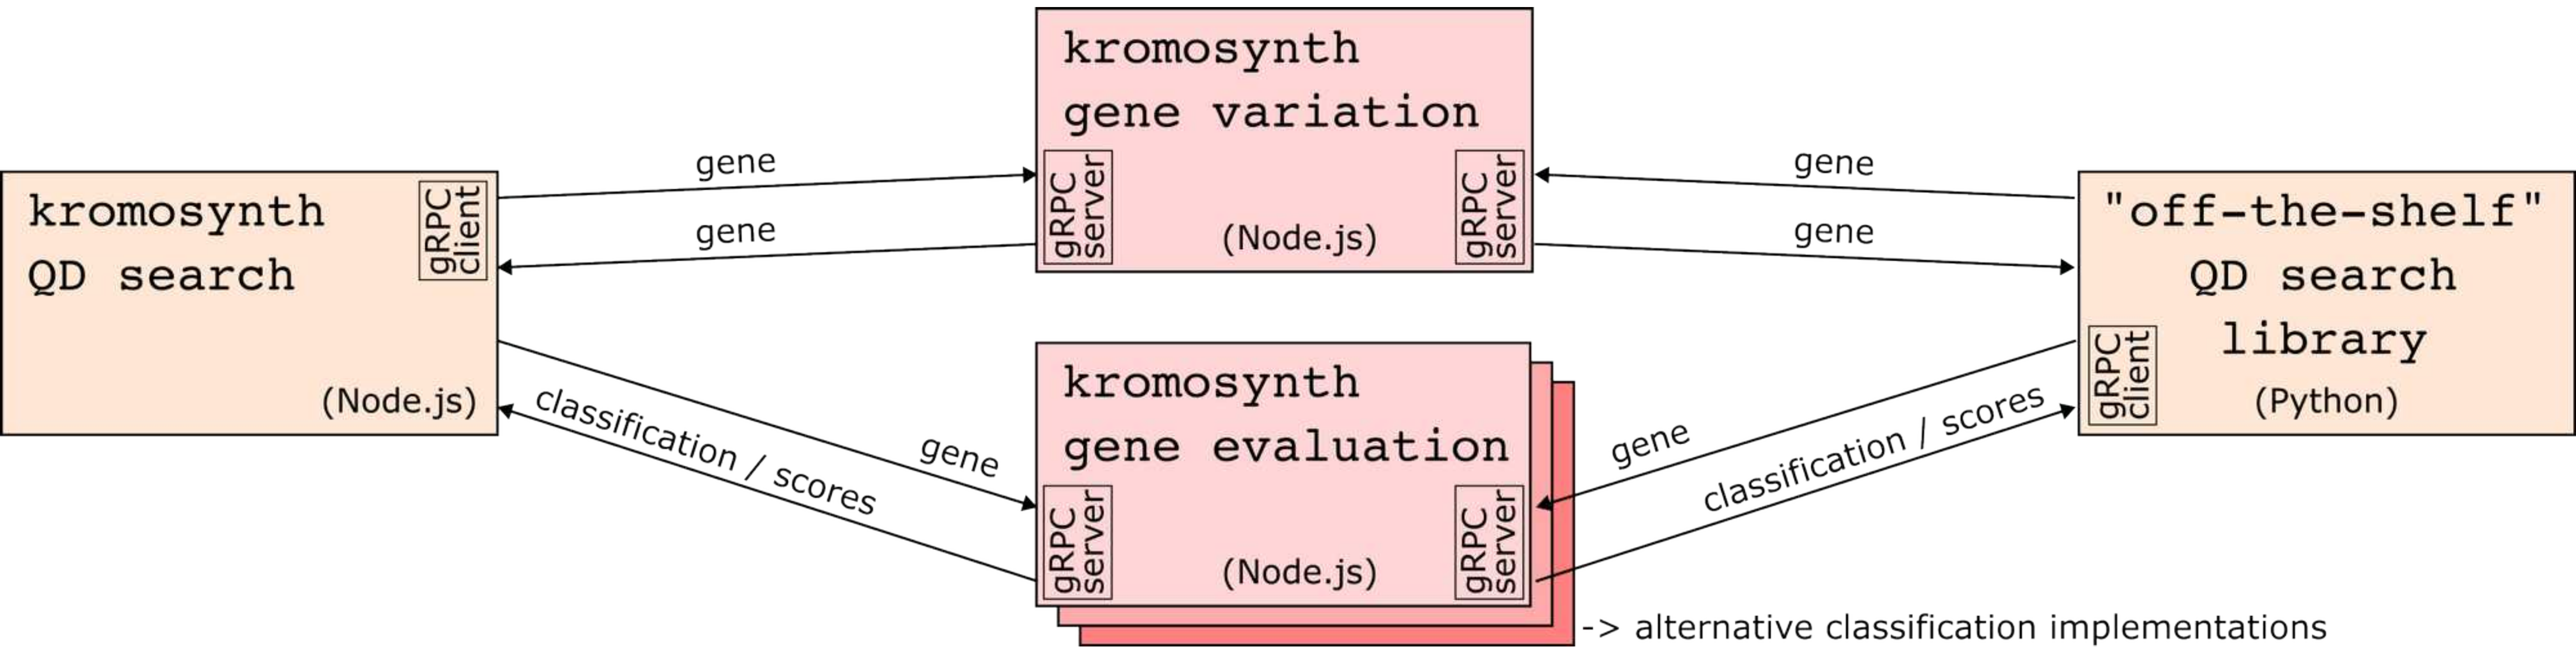 kromosynth
gene variation
gRPC
server
(Node.js)
gRPC
server
gene
gene
gene
gene
kromosynth
QD search
gRPC
client
(Node.js)
"off-the-shelf"
QD search
library
(Python)
gRPC
client
classification / scores
gene
kromosynth
gene evaluation
gRPC
server
(Node.js)
gRPC
server
gene
classification / scores
-> alternative classification implementations